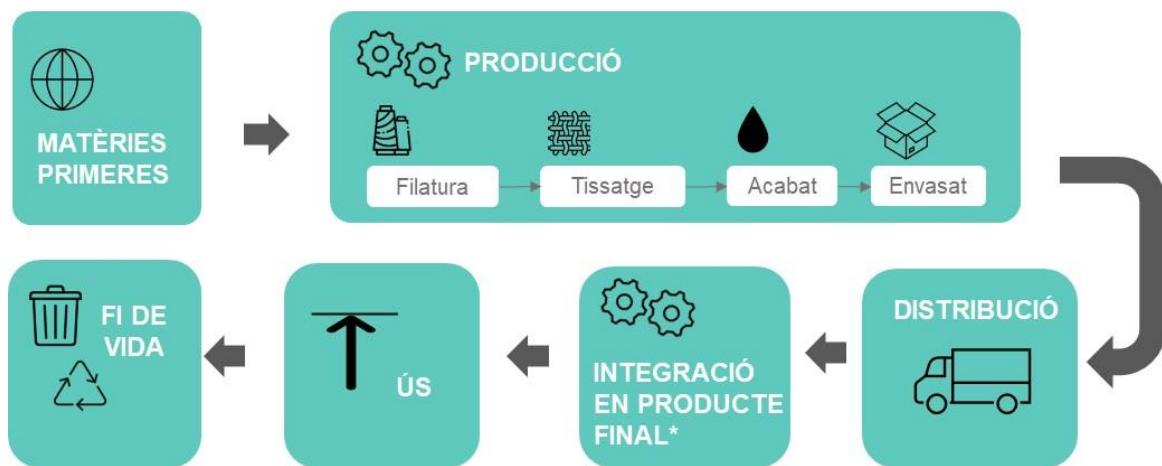 MATÈRIES
PRIMERES
PRODUCCIÓ
Filatura
Tissatge
Acabat
Envasat
DISTRIBUCIÓ
INTEGRACIÓ
EN PRODUCTE
FINAL*
ÚS
FI DE
VIDA